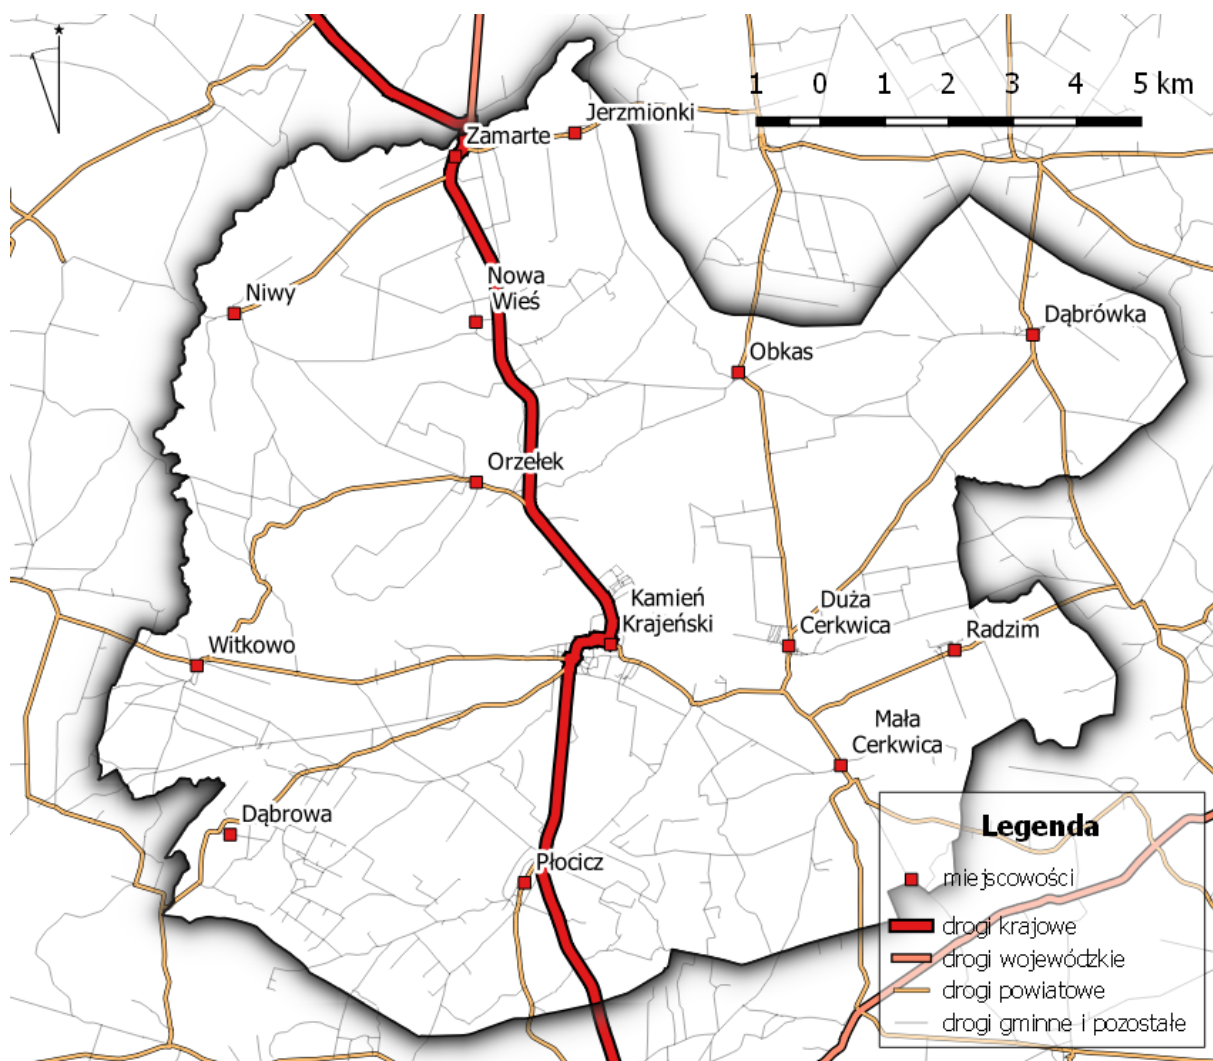 1 0 1 2 3 4 5 km
Jerzmionki
Zamarte
Nowa
Wieś
Niwy
Dąbrówka
Obkas
Orzełek
Kamień
Krajeński
Duża
Cerkwica
Radzim
Witkowo
Mała
Cerkwica
Dąbrowa
Płocicz
Legenda
miejscowości
drogi krajowe
drogi wojewódzkie
drogi powiatowe
drogi gminne i pozostałe